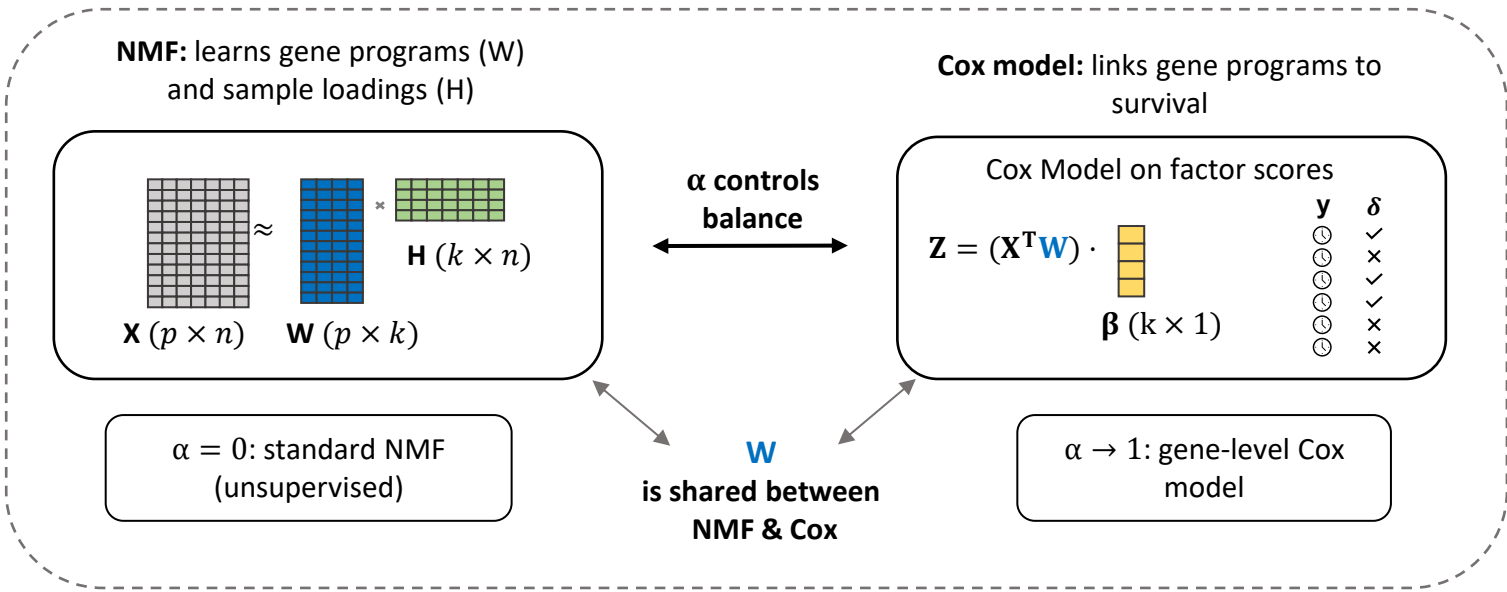 NMF: learns gene programs (W)
and sample loadings (H)
Cox model: links gene programs to
survival
X (p × n)
≈
W (p × k)
×
H (k × n)
α controls
balance
Cox Model on factor scores
Z = (XᵀW) ·
β (k × 1)
y δ
✓
×
✓
✓
×
×
α = 0: standard NMF
(unsupervised)
W
is shared between
NMF & Cox
α → 1: gene-level Cox
model